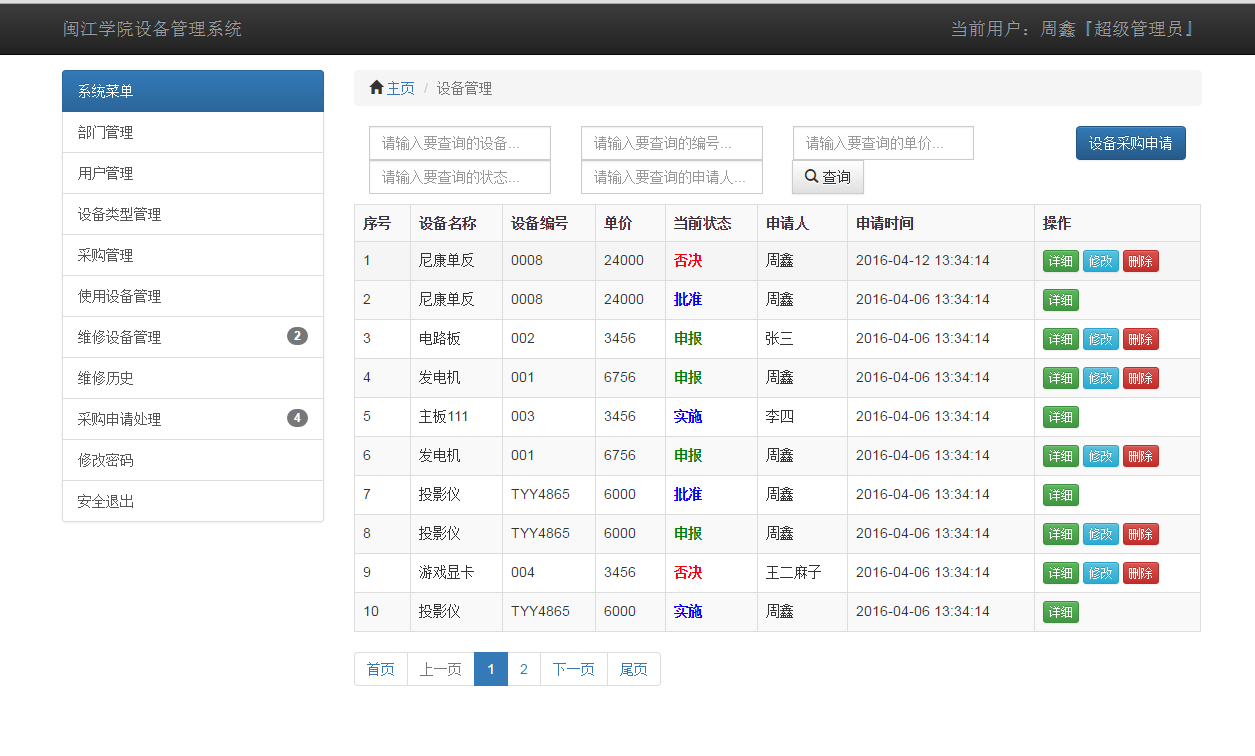 闽江学院设备管理系统 当前用户：周鑫『超级管理员』
系统菜单
部门管理
用户管理
设备类型管理
采购管理
使用设备管理
维修设备管理 2
维修历史
采购申请处理 4
修改密码
安全退出
主页 / 设备管理
请输入要查询的设备... 请输入要查询的编号... 请输入要查询的单价... 设备采购申请
请输入要查询的状态... 请输入要查询的申请人... 查询
序号 设备名称 设备编号 单价 当前状态 申请人 申请时间 操作
1 尼康单反 0008 24000 否决 周鑫 2016-04-12 13:34:14 详细 修改 删除
2 尼康单反 0008 24000 批准 周鑫 2016-04-06 13:34:14 详细
3 电路板 002 3456 申报 张三 2016-04-06 13:34:14 详细 修改 删除
4 发电机 001 6756 申报 周鑫 2016-04-06 13:34:14 详细 修改 删除
5 主板111 003 3456 实施 李四 2016-04-06 13:34:14 详细
6 发电机 001 6756 申报 周鑫 2016-04-06 13:34:14 详细 修改 删除
7 投影仪 TYY4865 6000 批准 周鑫 2016-04-06 13:34:14 详细
8 投影仪 TYY4865 6000 申报 周鑫 2016-04-06 13:34:14 详细 修改 删除
9 游戏显卡 004 3456 否决 王二麻子 2016-04-06 13:34:14 详细 修改 删除
10 投影仪 TYY4865 6000 实施 周鑫 2016-04-06 13:34:14 详细
首页 上一页 1 2 下一页 尾页